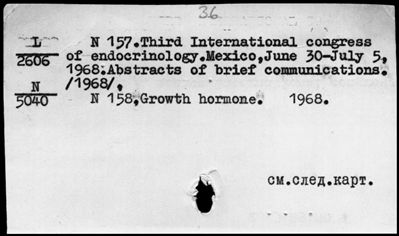 36
L N 157.Third International congress
2606 of endocrinology.Mexico,June 30-July 5,
1968.Abstracts of brief communications.
N /1968/,
5040 N 158,Growth hormone. 1968.
см.след.карт.